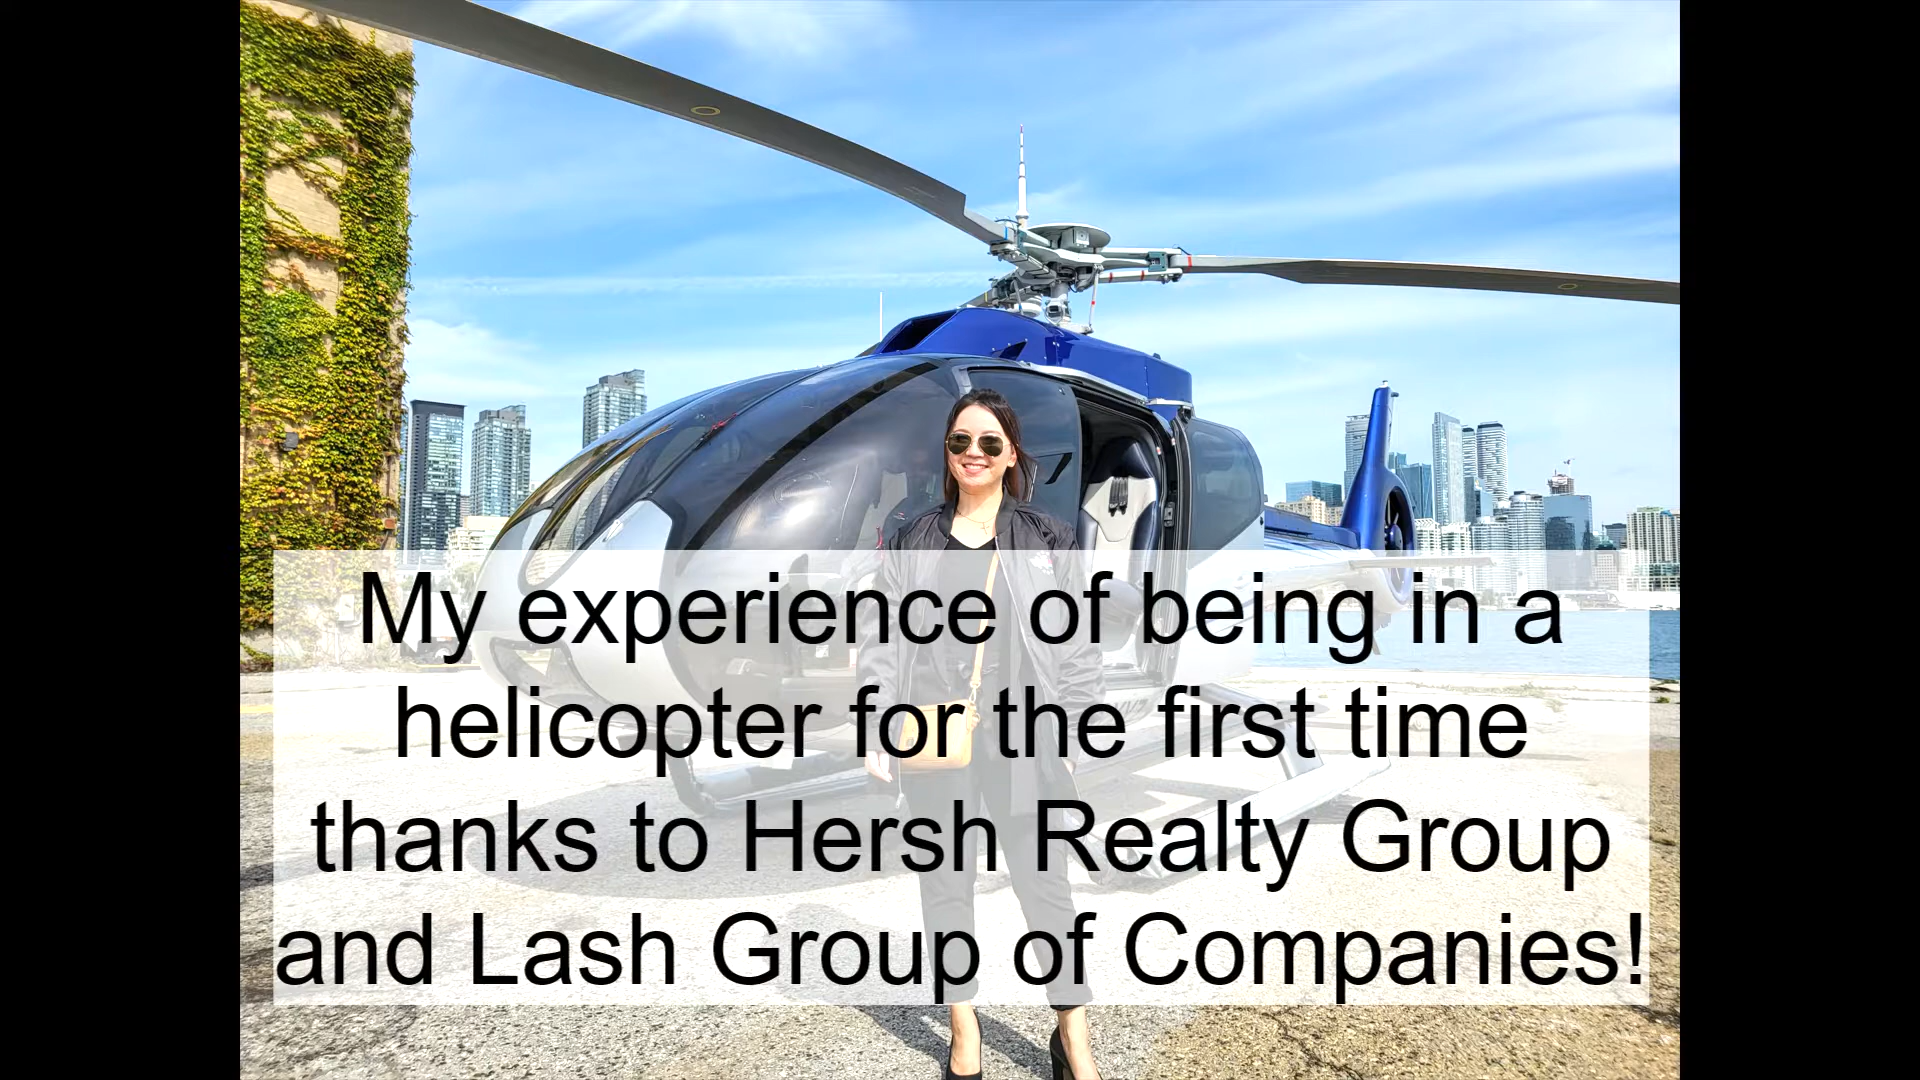 My experience of being in a
helicopter for the first time
thanks to Hersh Realty Group
and Lash Group of Companies!